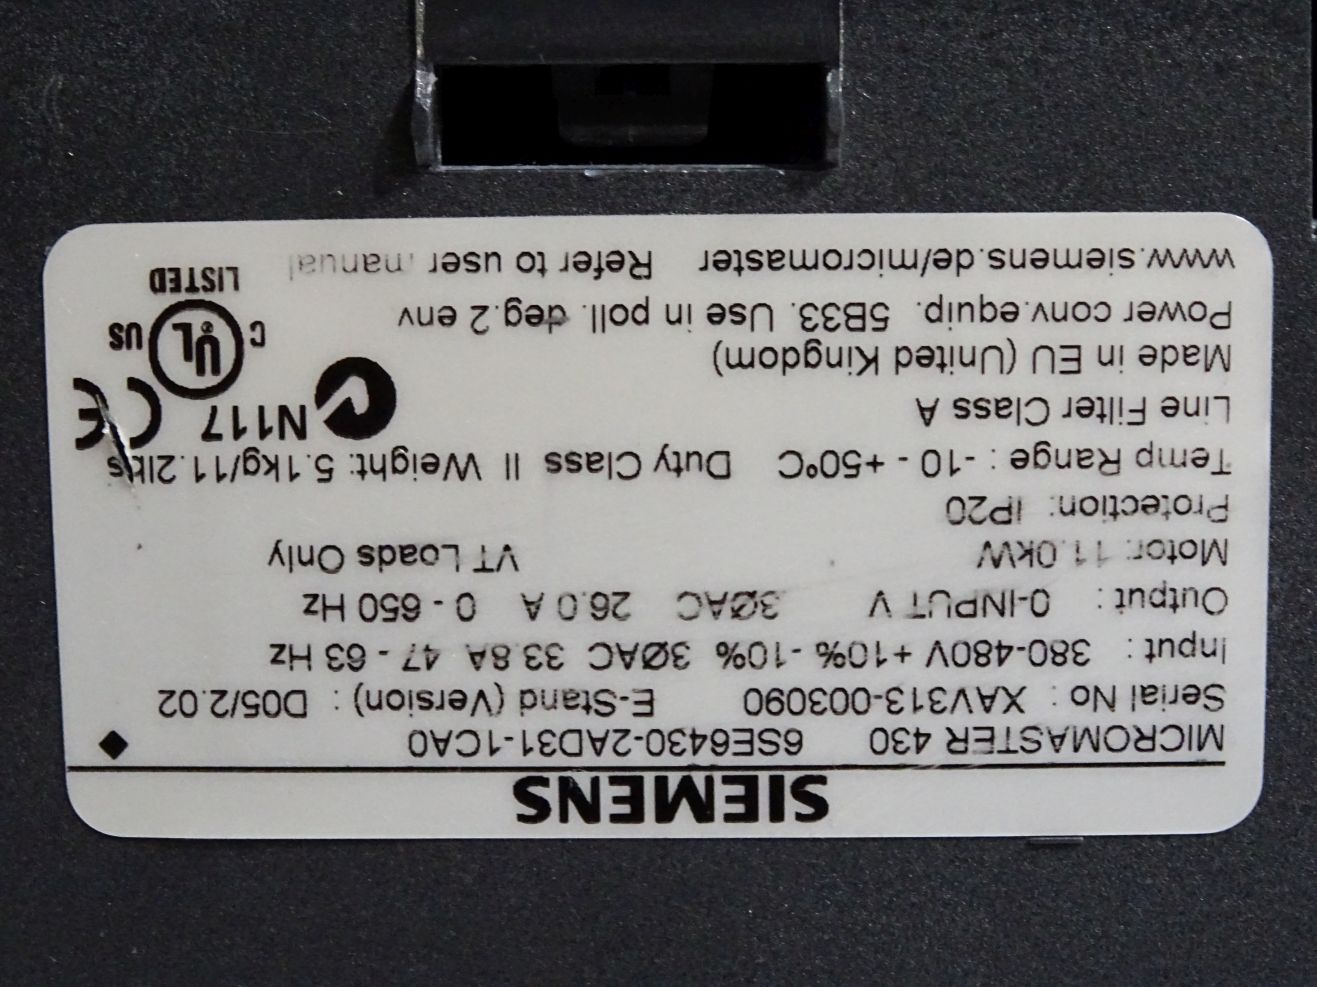 SIEMENS
MICROMASTER 430 6SE6430-2AD31-1CA0
Serial No : XAV313-003090 E-Stand (Version) : D05/2.02
Input : 380-480V +10% -10% 3ØAC 33.8A 47 - 63 Hz
Output : 0-INPUT V 3ØAC 26.0 A 0 - 650 Hz
Motor: 11.0kW VT Loads Only
Protection: IP20
Temp Range : -10 - +50°C Duty Class II Weight: 5.1kg/11.2lbs
Line Filter Class A
N117 CE
Made in EU (United Kingdom)
C UL US
Power conv.equip. 5B33. Use in poll. deg.2 env
LISTED
www.siemens.de/micromaster Refer to user manual